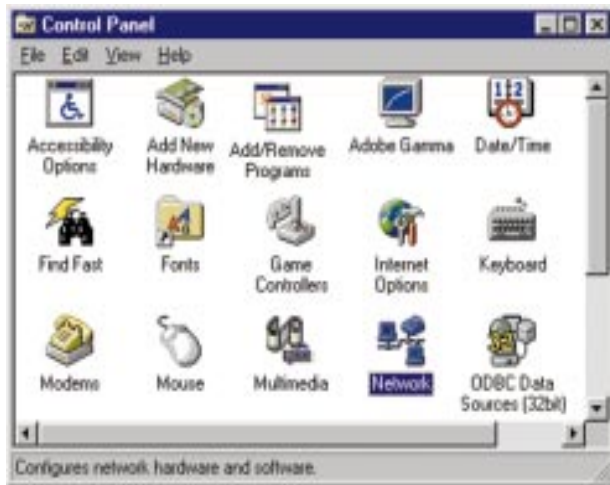 Control Panel
File Edit View Help
Accessibility Options
Add New Hardware
Add/Remove Programs
Adobe Gamma
Date/Time
Find Fast
Fonts
Game Controllers
Internet Options
Keyboard
Modems
Mouse
Multimedia
Network
ODBC Data Sources (32bit)
Configures network hardware and software.